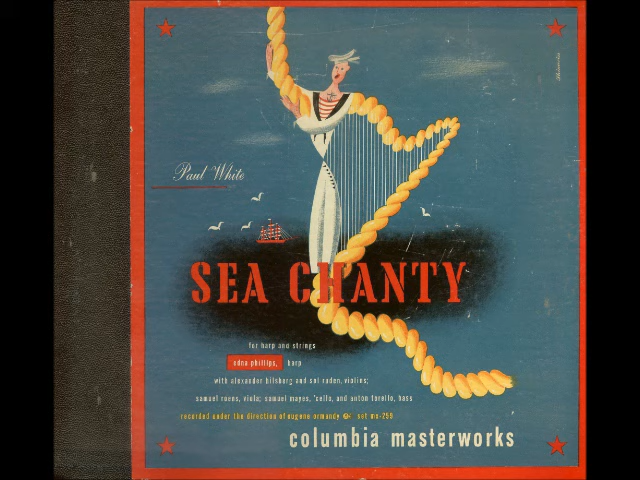 Paul White
SEA CHANTY
for harp and strings
edna phillips, harp
with alexander hilsberg and sol ruden, violins;
samuel roens, viola; samuel mayes, 'cello, and anton torello, bass
recorded under the direction of eugene ormandy set mx-259
columbia masterworks